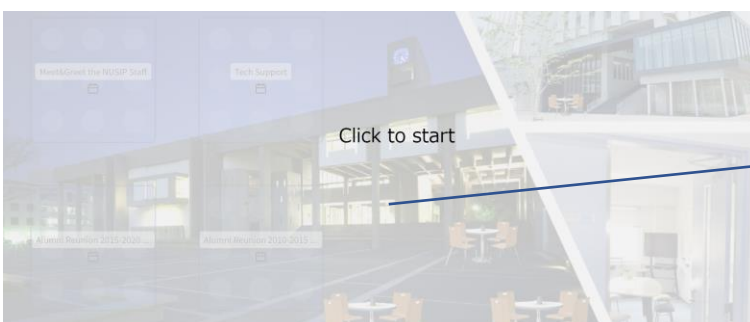 Meet&Greet the NUSIP Staff
Tech Support
Click to start
Alumni Reunion 2015-2020...
Alumni Reunion 2010-2015...